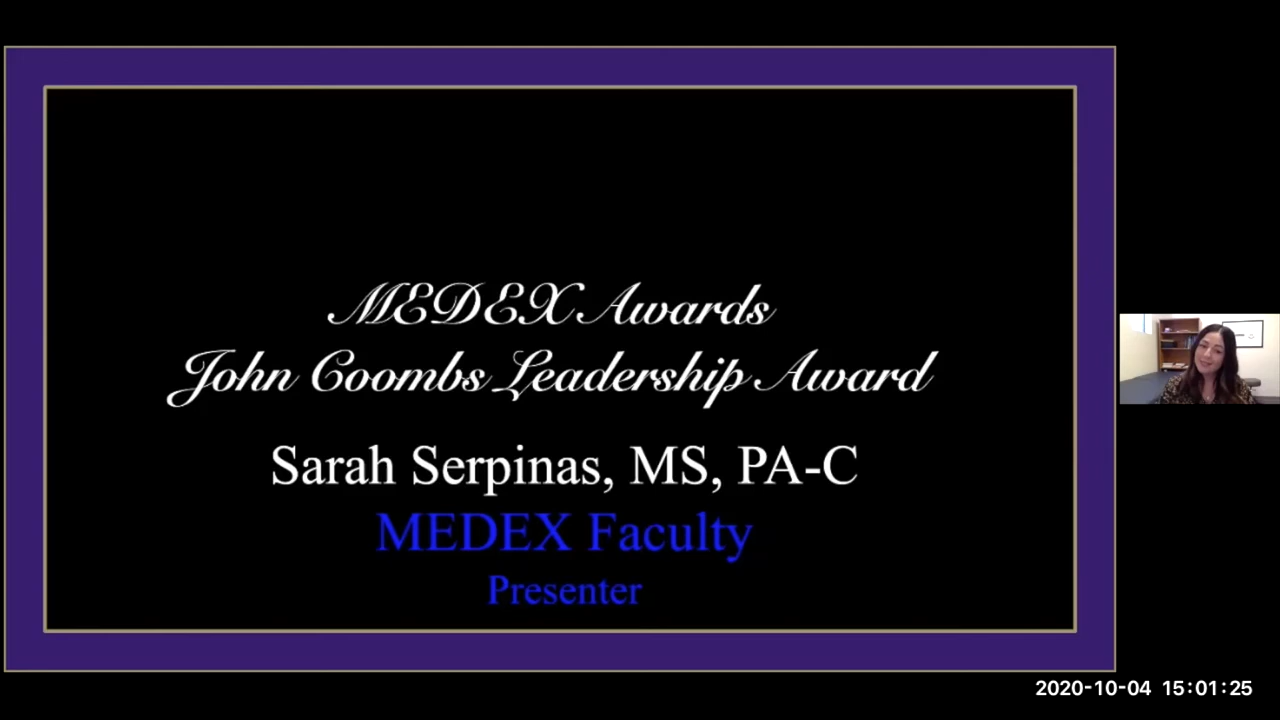 MEDEX Awards
John Coombs Leadership Award
Sarah Serpinas, MS, PA-C
MEDEX Faculty
Presenter
2020-10-04 15:01:25